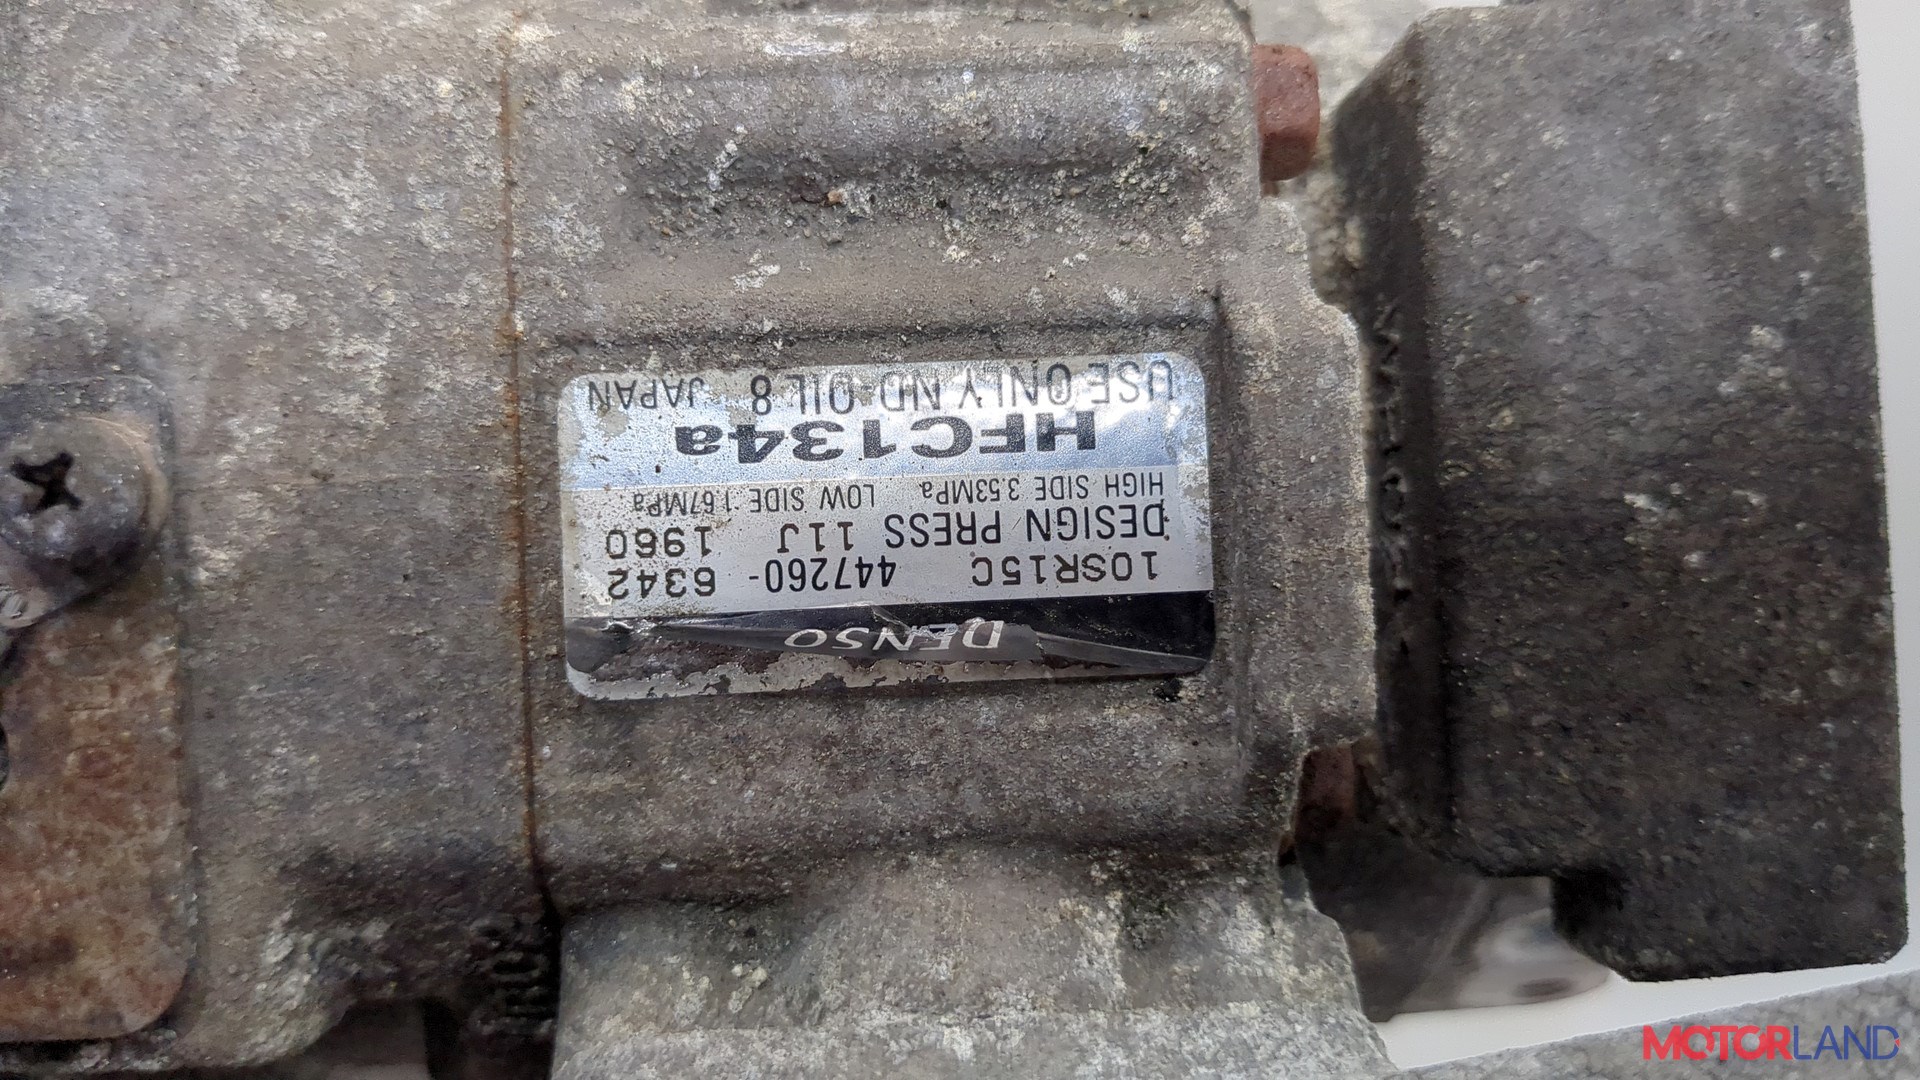 DENSO
10SR15C 447260- 6342
DESIGN PRESS 11J 1960
HIGH SIDE 3.53MPa LOW SIDE 1.67MPa
HFC134a
USE ONLY ND-OIL 8 JAPAN
MOTORLAND